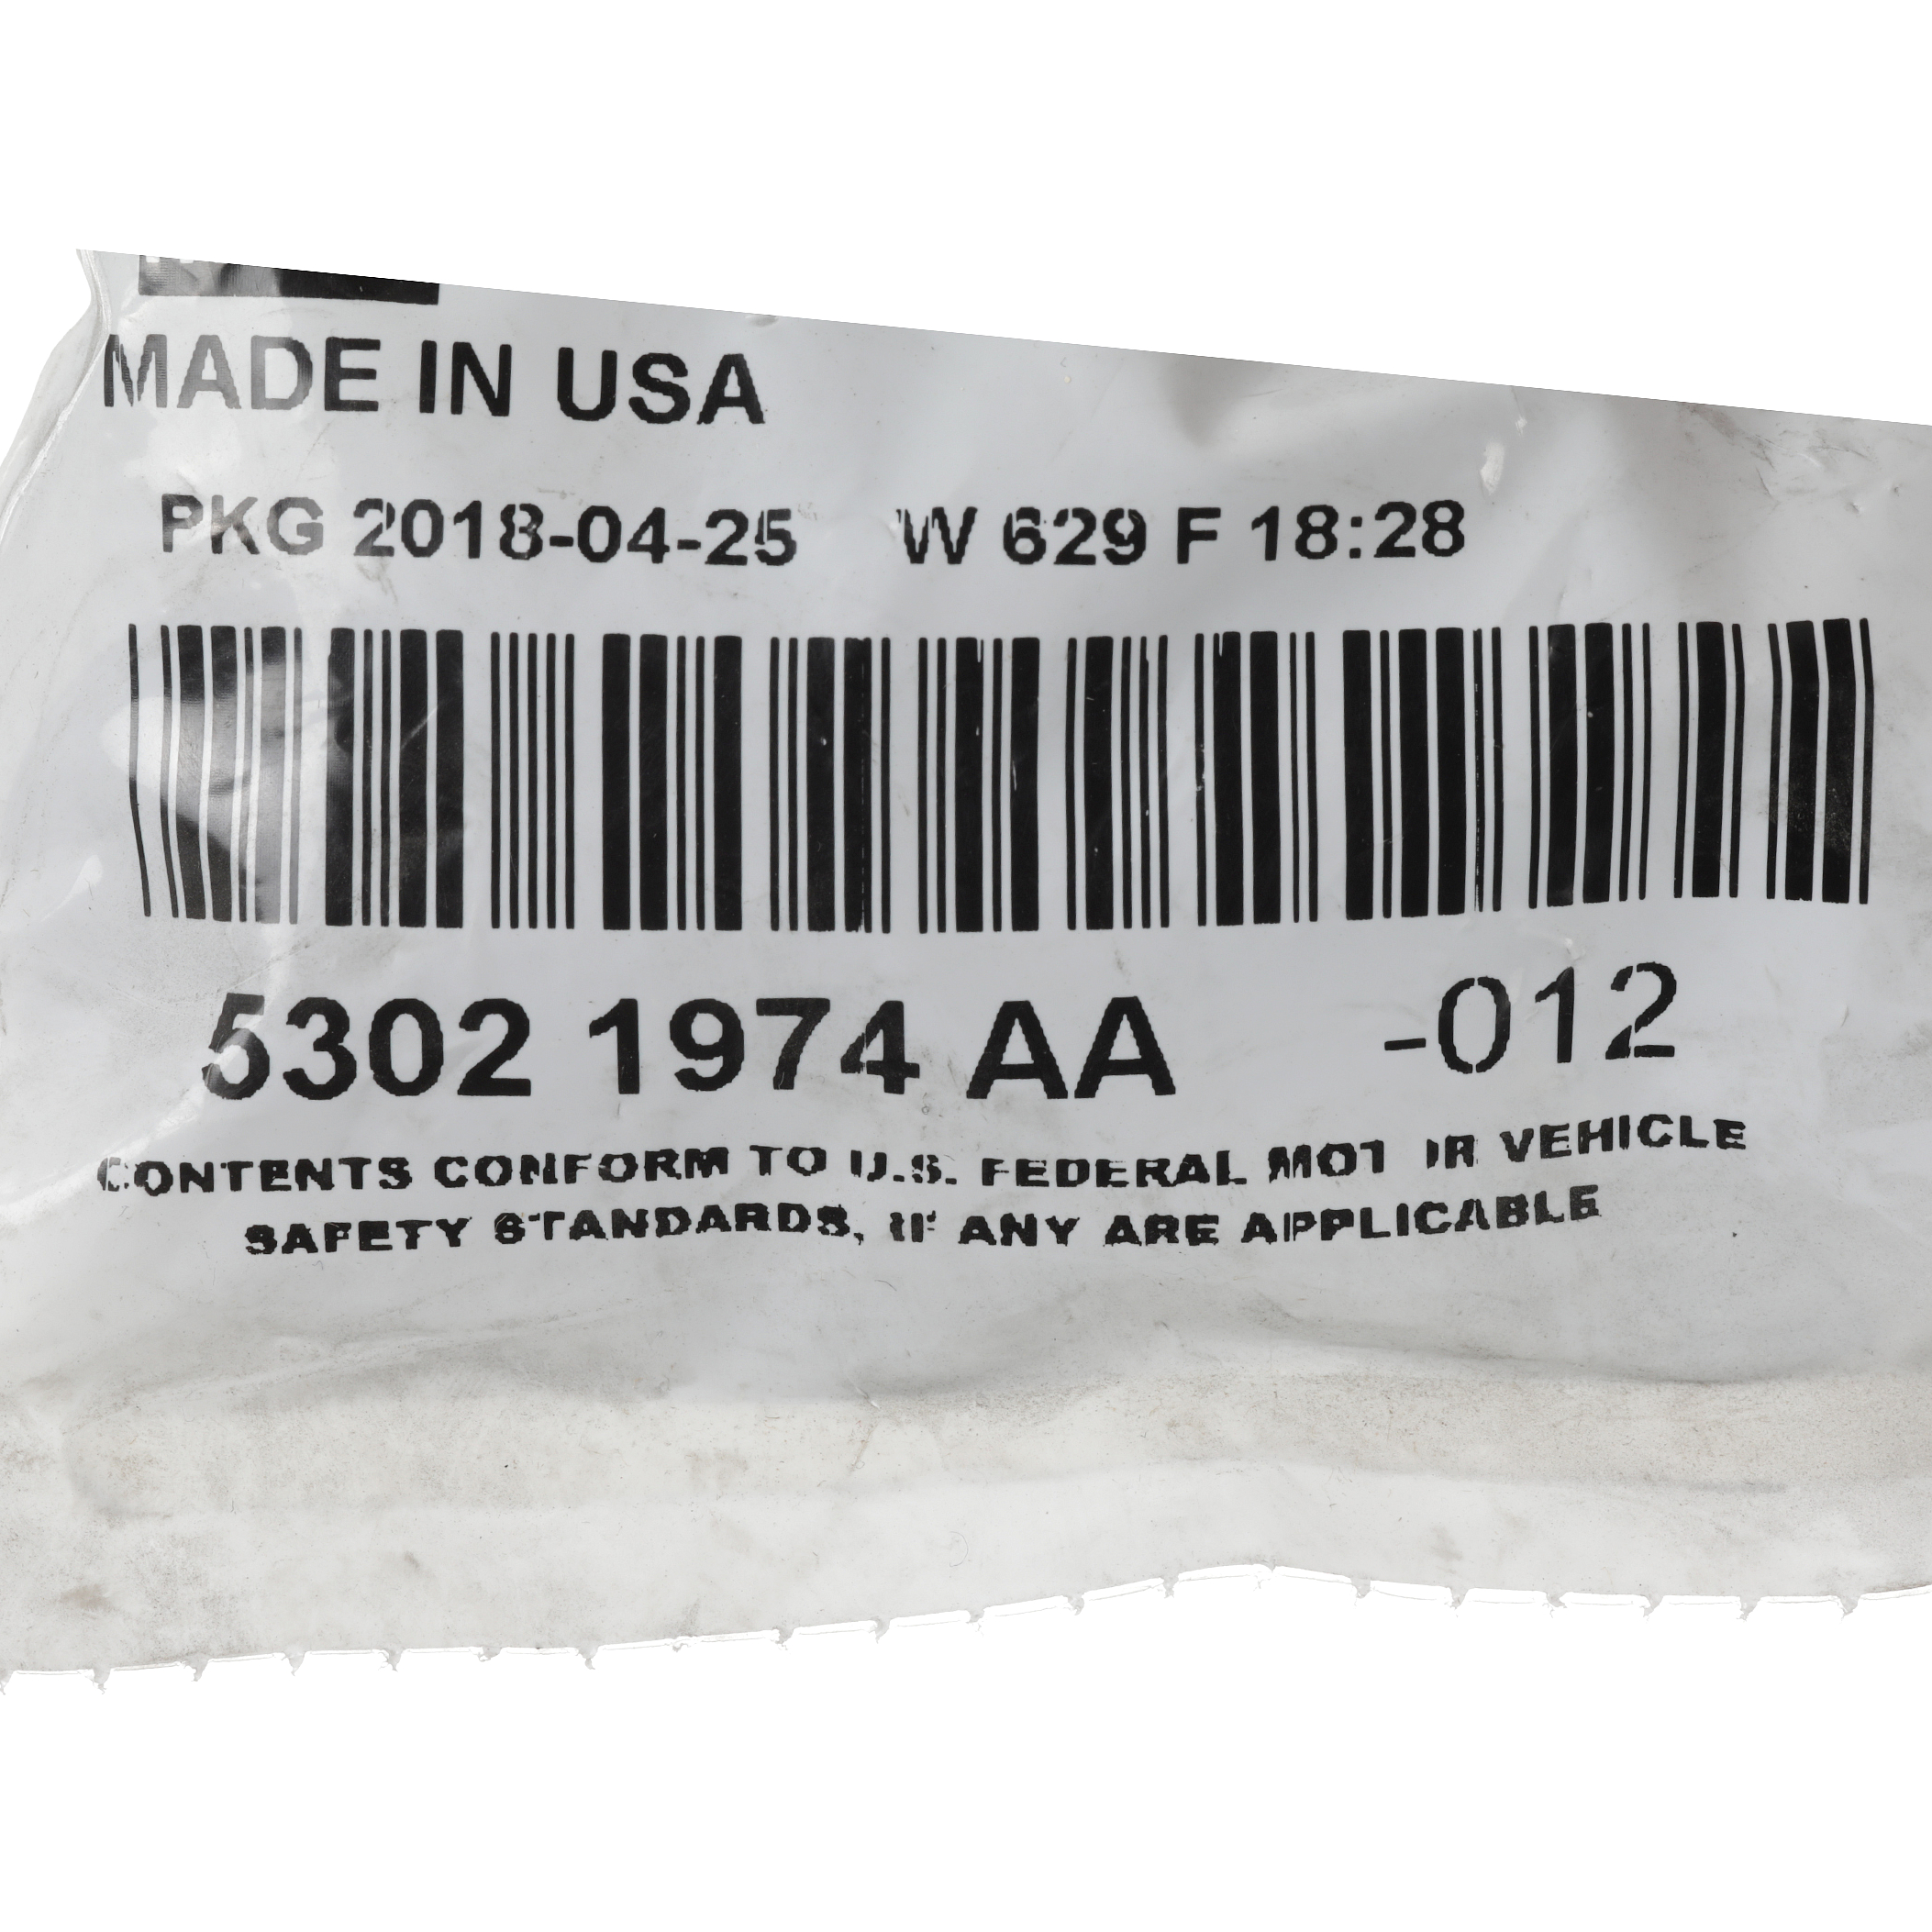 MADE IN USA
PKG 2018-04-25 W 629 F 18:28
5302 1974 AA -012
CONTENTS CONFORM TO U.S. FEDERAL MOTOR VEHICLE
SAFETY STANDARDS, IF ANY ARE APPLICABLE